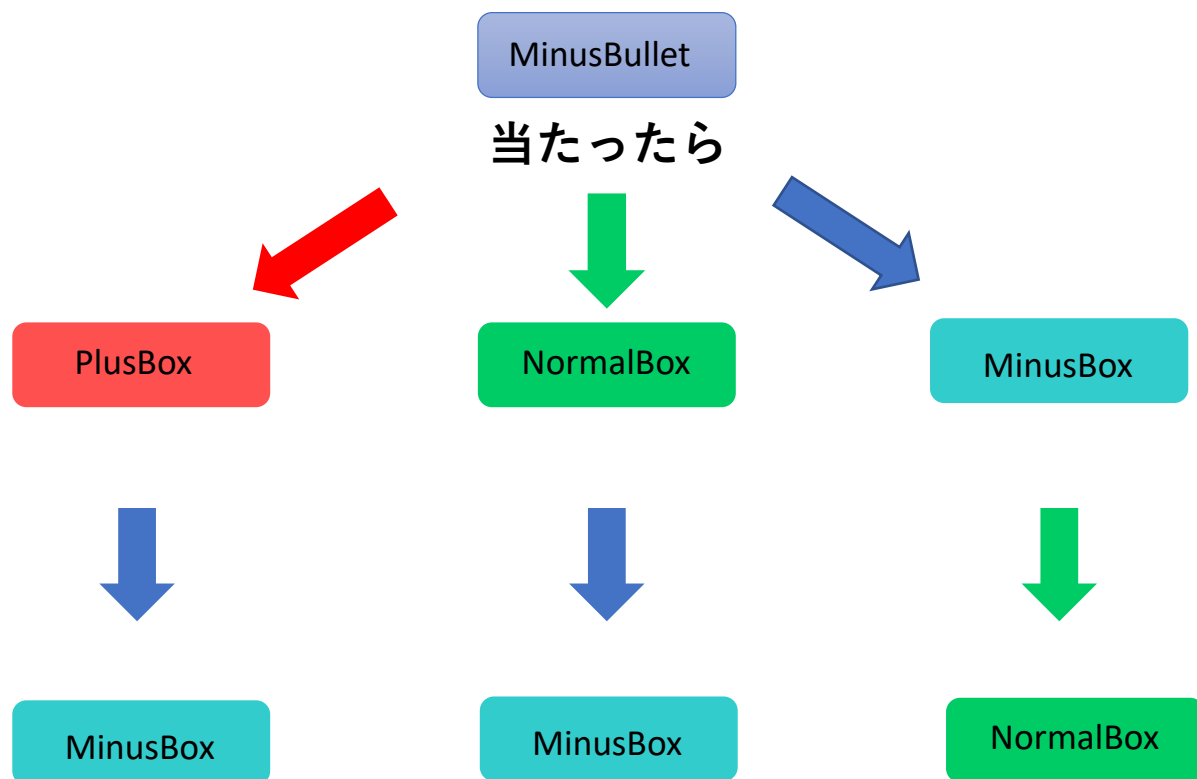 MinusBullet
当たったら
PlusBox
NormalBox
MinusBox
MinusBox
MinusBox
NormalBox